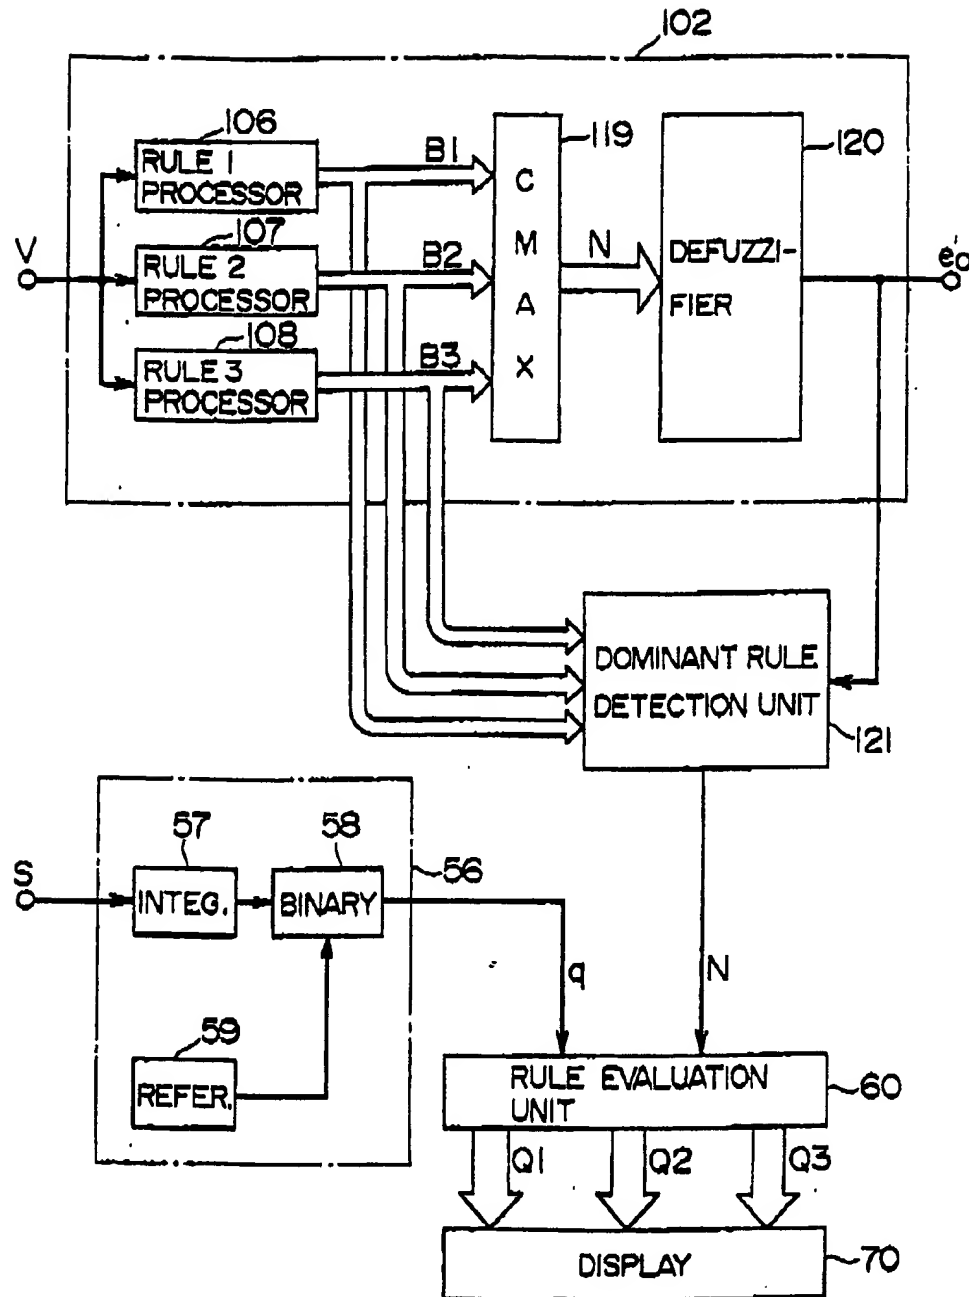 102
106
RULE 1
PROCESSOR
B1
119
120
V
107
RULE 2
PROCESSOR
B2
C
M
A
X
N
DEFUZZI-
FIER
e'o
108
RULE 3
PROCESSOR
B3
DOMINANT RULE
DETECTION UNIT
121
57
58
56
S
INTEG.
BINARY
q
N
59
REFER.
RULE EVALUATION
UNIT
60
Q1
Q2
Q3
DISPLAY
70